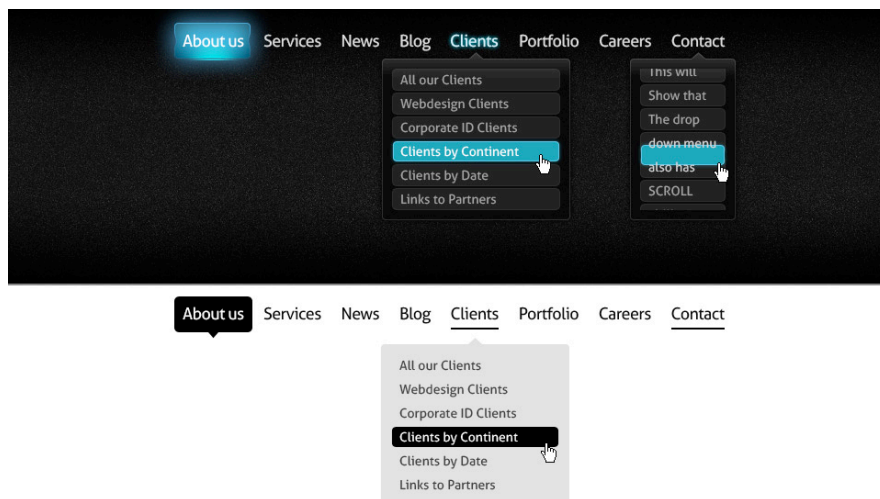 About us Services News Blog Clients Portfolio Careers Contact
All our Clients
Webdesign Clients
Corporate ID Clients
Clients by Continent
Clients by Date
Links to Partners
This will
Show that
The drop
down menu
also has
SCROLL
About us Services News Blog Clients Portfolio Careers Contact
All our Clients
Webdesign Clients
Corporate ID Clients
Clients by Continent
Clients by Date
Links to Partners